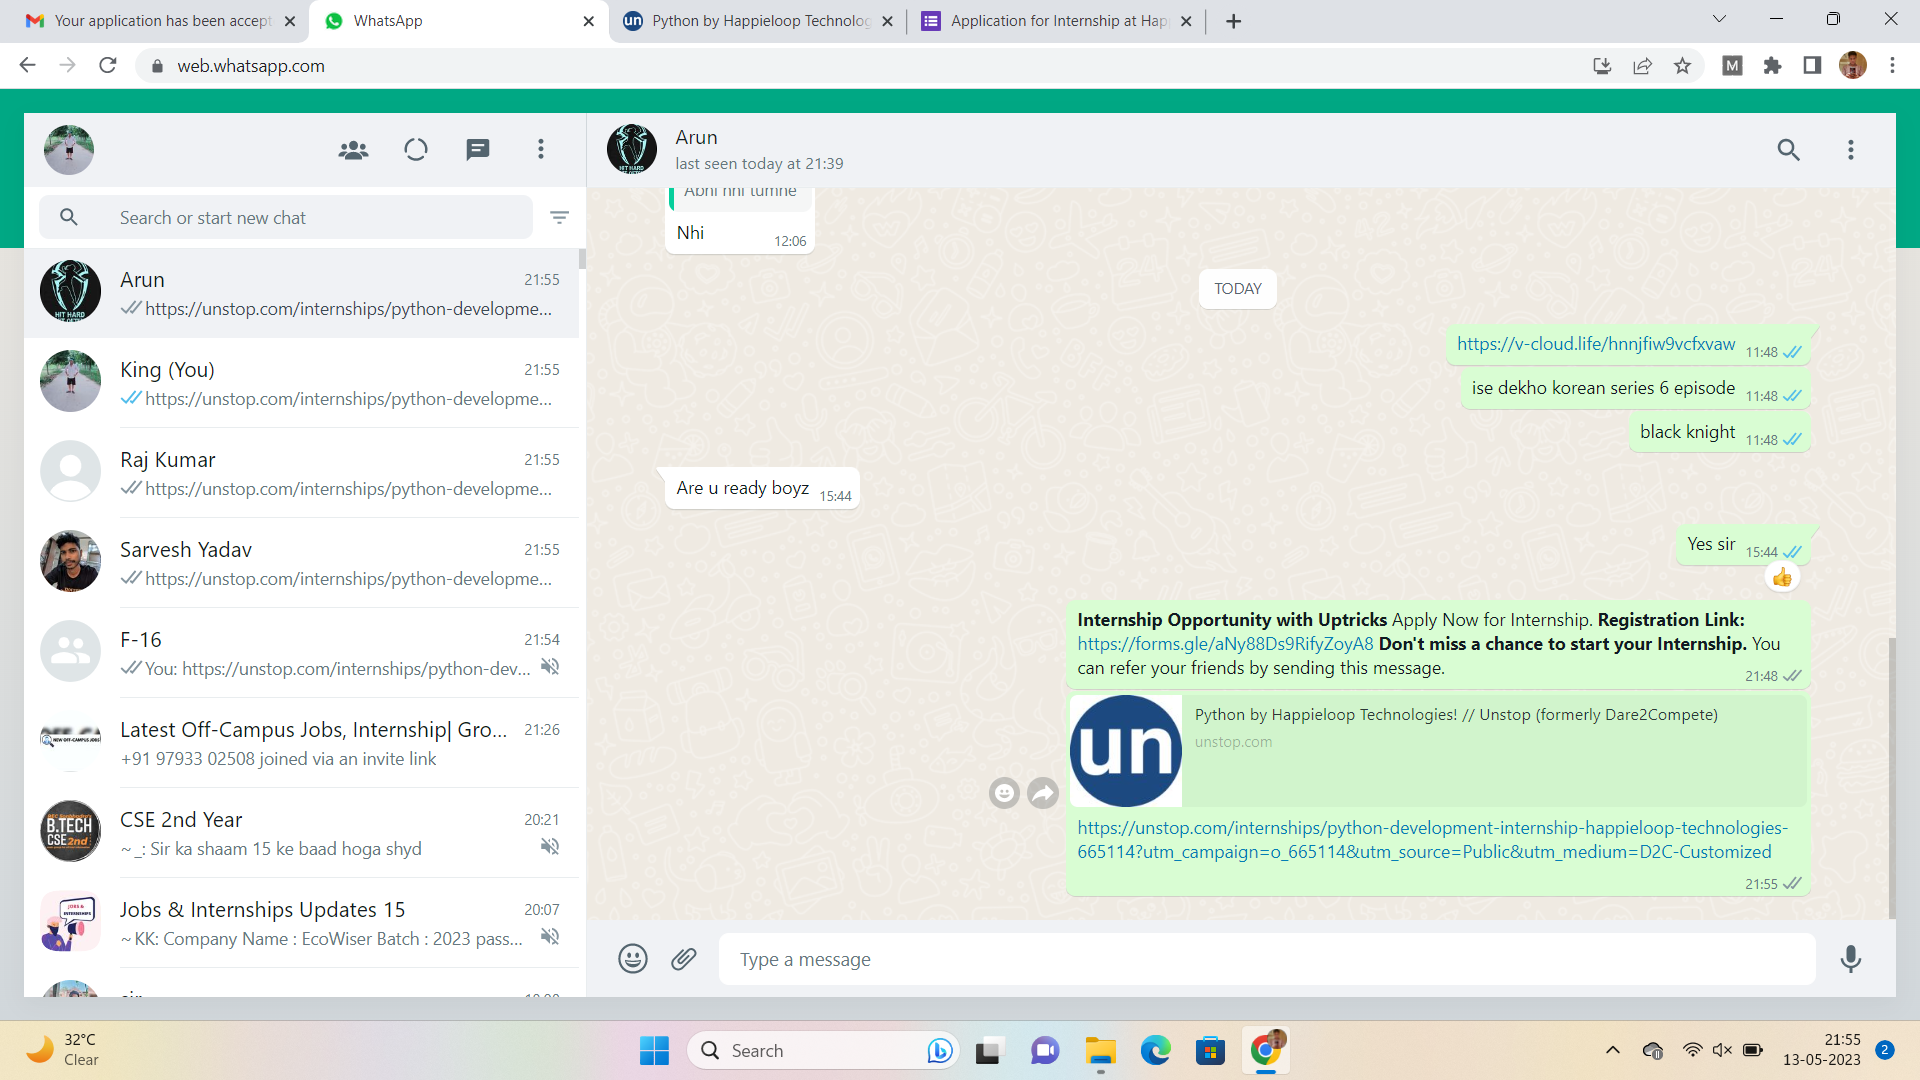 Your application has been accept
WhatsApp
Python by Happieloop Technolog
Application for Internship at Hap
web.whatsapp.com
M
Search or start new chat
Arun
21:55
https://unstop.com/internships/python-developme...
King (You)
21:55
https://unstop.com/internships/python-developme...
Raj Kumar
21:55
https://unstop.com/internships/python-developme...
Sarvesh Yadav
21:55
https://unstop.com/internships/python-developme...
F-16
21:54
You: https://unstop.com/internships/python-dev...
Latest Off-Campus Jobs, Internship| Gro...
21:26
+91 97933 02508 joined via an invite link
CSE 2nd Year
20:21
~ _: Sir ka shaam 15 ke baad hoga shyd
Jobs & Internships Updates 15
20:07
~ KK: Company Name : EcoWiser Batch : 2023 pass...
HIT HARD
B.TECH
CSE 2nd
NEW OFF-CAMPUS JOBS
Arun
last seen today at 21:39
Abhi nhi tumne
Nhi
12:06
TODAY
https://v-cloud.life/hnnjfiw9vcfxvaw
11:48
ise dekho korean series 6 episode
11:48
black knight
11:48
Are u ready boyz
15:44
Yes sir
15:44
Internship Opportunity with Uptricks Apply Now for Internship. Registration Link:
https://forms.gle/aNy88Ds9RifyZoyA8 Don't miss a chance to start your Internship. You
can refer your friends by sending this message.
21:48
un
Python by Happieloop Technologies! // Unstop (formerly Dare2Compete)
unstop.com
https://unstop.com/internships/python-development-internship-happieloop-technologies-
665114?utm_campaign=o_665114&utm_source=Public&utm_medium=D2C-Customized
21:55
Type a message
32°C
Clear
Search
21:55
13-05-2023
2